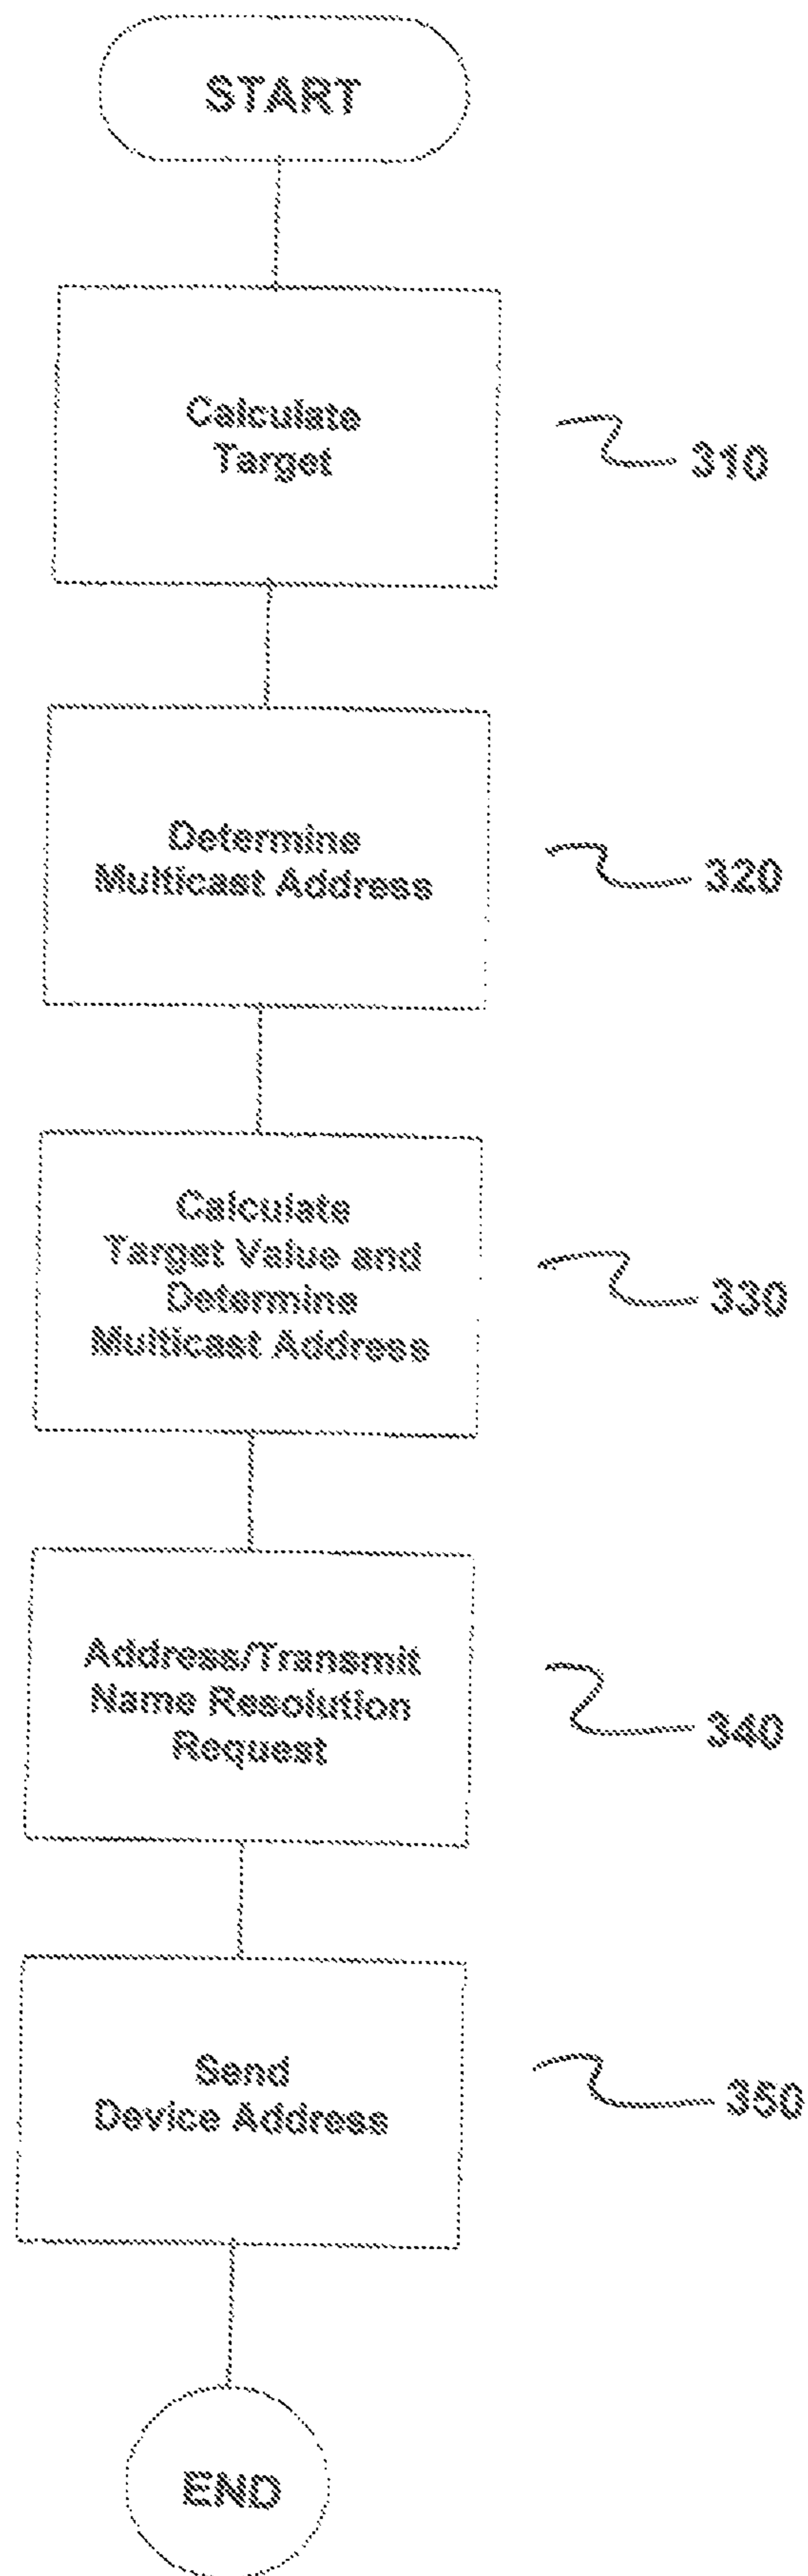 START
Calculate
Target
310
Determine
Multicast Address
320
Calculate
Target Value and
Determine
Multicast Address
330
Address/Transmit
Name Resolution
Request
340
Send
Device Address
350
END